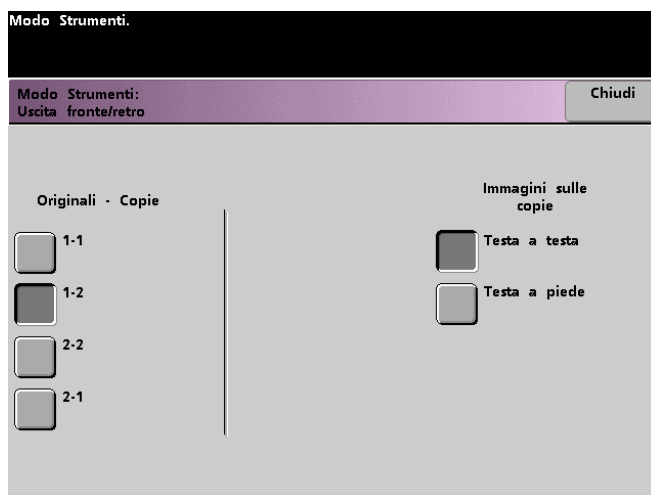 Modo Strumenti.
Modo Strumenti:
Uscita fronte/retro
Chiudi
Originali - Copie
1-1
1-2
2-2
2-1
Immagini sulle
copie
Testa a testa
Testa a piede